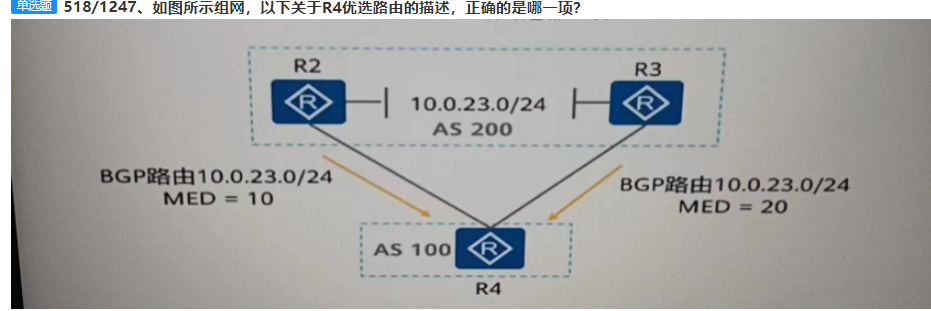 单选题 518/1247、如图所示组网，以下关于R4优选路由的描述，正确的是哪一项？
R2
R3
R
R
10.0.23.0/24
AS 200
BGP路由10.0.23.0/24
MED = 10
BGP路由10.0.23.0/24
MED = 20
AS 100
R
R4